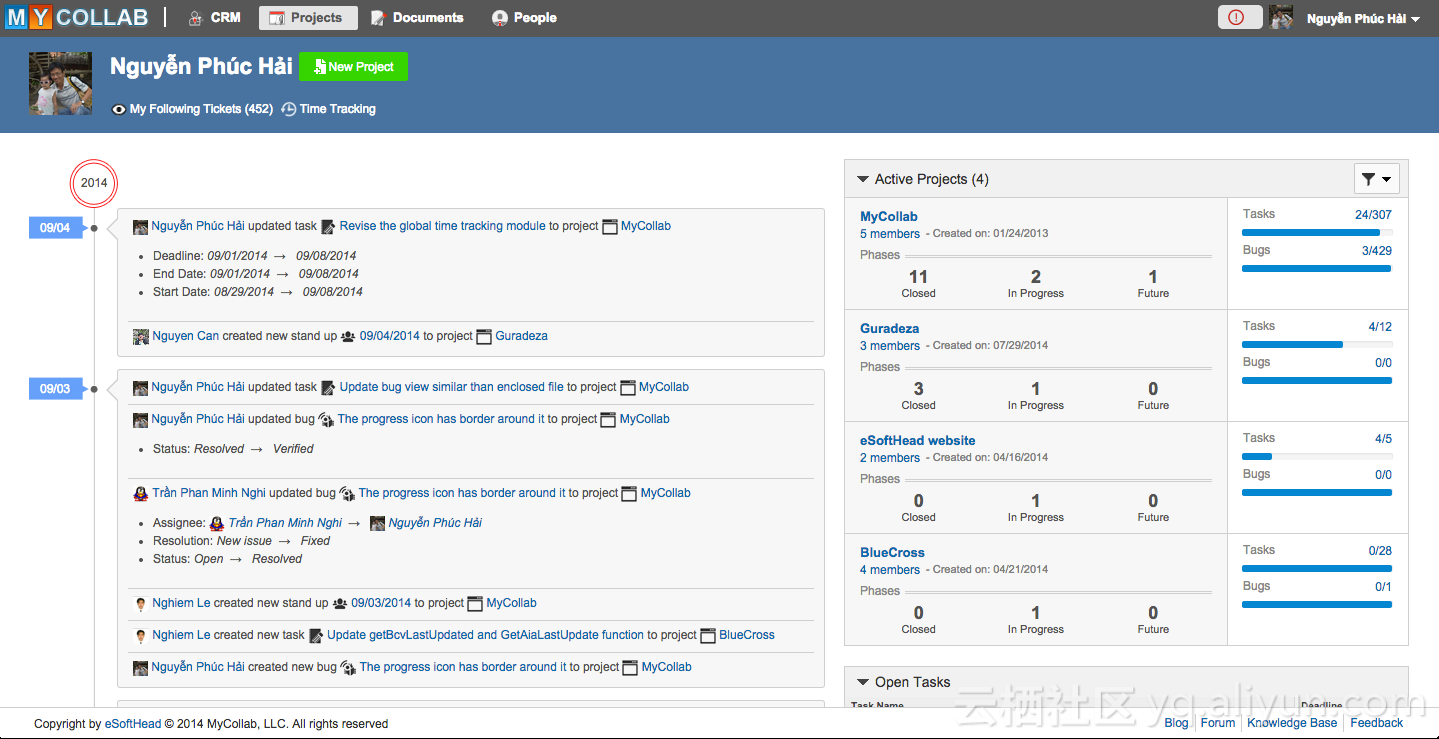 MYCOLLAB CRM Projects Documents People Nguyễn Phúc Hải
Nguyễn Phúc Hải New Project
My Following Tickets (452) Time Tracking
2014
09/04
Nguyễn Phúc Hải updated task Revise the global time tracking module to project MyCollab
Deadline: 09/01/2014 → 09/08/2014
End Date: 09/01/2014 → 09/08/2014
Start Date: 08/29/2014 → 09/08/2014
Nguyen Can created new stand up 09/04/2014 to project Guradeza
09/03
Nguyễn Phúc Hải updated task Update bug view similar than enclosed file to project MyCollab
Nguyễn Phúc Hải updated bug The progress icon has border around it to project MyCollab
Status: Resolved → Verified
Trần Phan Minh Nghi updated bug The progress icon has border around it to project MyCollab
Assignee: Trần Phan Minh Nghi → Nguyễn Phúc Hải
Resolution: New issue → Fixed
Status: Open → Resolved
Nghiem Le created new stand up 09/03/2014 to project MyCollab
Nghiem Le created new task Update getBcvLastUpdated and GetAiaLastUpdate function to project BlueCross
Nguyễn Phúc Hải created new bug The progress icon has border around it to project MyCollab
Active Projects (4)
MyCollab
5 members - Created on: 01/24/2013
Phases
11 2 1
Closed In Progress Future
Tasks 24/307
Bugs 3/429
Guradeza
3 members - Created on: 07/29/2014
Phases
3 1 0
Closed In Progress Future
Tasks 4/12
Bugs 0/0
eSoftHead website
2 members - Created on: 04/16/2014
Phases
0 1 0
Closed In Progress Future
Tasks 4/5
Bugs 0/0
BlueCross
4 members - Created on: 04/21/2014
Phases
0 1 0
Closed In Progress Future
Tasks 0/28
Bugs 0/1
Open Tasks
Task Name Deadline
云栖社区 yq.aliyun.com
Copyright by eSoftHead © 2014 MyCollab, LLC. All rights reserved
Blog Forum Knowledge Base Feedback